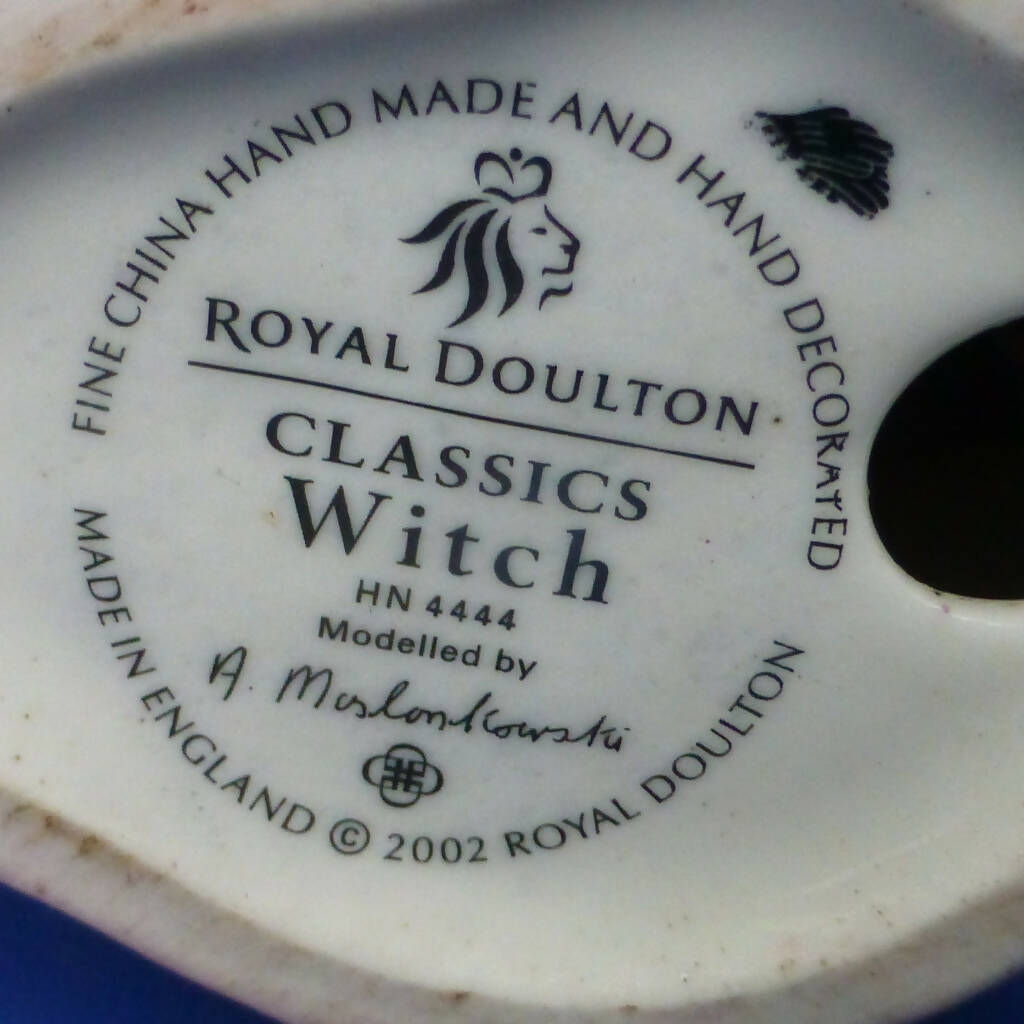 FINE CHINA HAND MADE AND HAND DECORATED
ROYAL DOULTON
CLASSICS
Witch
HN 4444
Modelled by
A. Maslankowski
MADE IN ENGLAND © 2002 ROYAL DOULTON